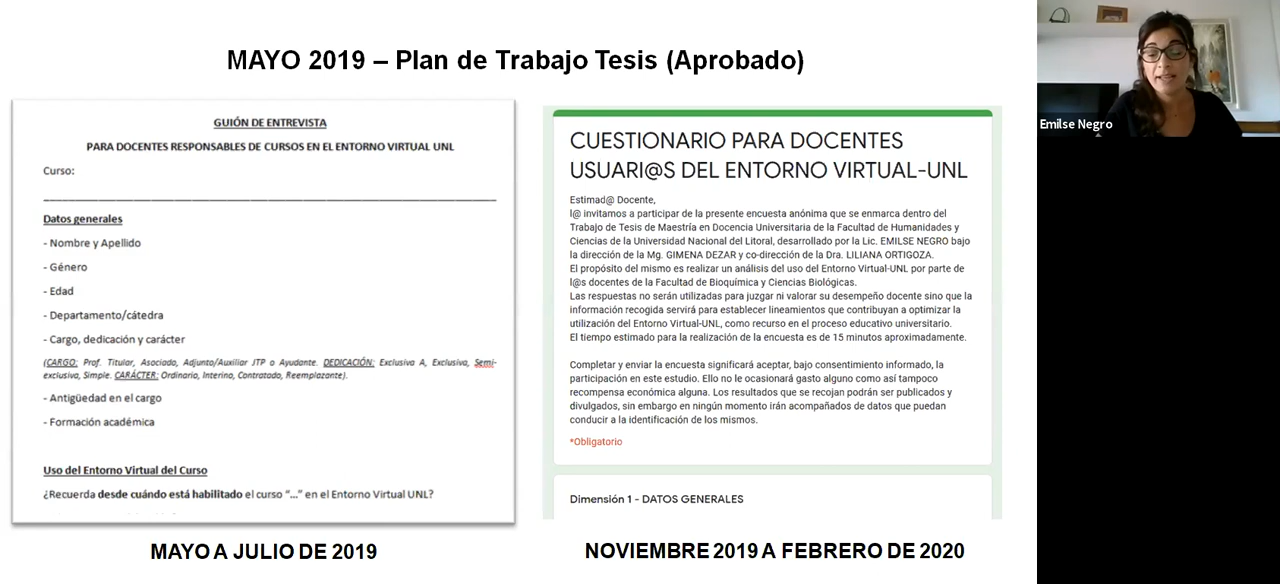 MAYO 2019 – Plan de Trabajo Tesis (Aprobado)
GUIÓN DE ENTREVISTA
PARA DOCENTES RESPONSABLES DE CURSOS EN EL ENTORNO VIRTUAL UNL
Curso:
Datos generales
- Nombre y Apellido
- Género
- Edad
- Departamento/cátedra
- Cargo, dedicación y carácter
(CARGO: Prof. Titular, Asociado, Adjunto/Auxiliar JTP o Ayudante. DEDICACIÓN: Exclusiva A, Exclusiva, Semi-
exclusiva, Simple. CARÁCTER: Ordinario, Interino, Contratado, Reemplazante).
- Antigüedad en el cargo
- Formación académica
Uso del Entorno Virtual del Curso
¿Recuerda desde cuándo está habilitado el curso “...” en el Entorno Virtual UNL?
MAYO A JULIO DE 2019
CUESTIONARIO PARA DOCENTES
USUARI@S DEL ENTORNO VIRTUAL-UNL
Estimad@ Docente,
l@ invitamos a participar de la presente encuesta anónima que se enmarca dentro del
Trabajo de Tesis de Maestría en Docencia Universitaria de la Facultad de Humanidades y
Ciencias de la Universidad Nacional del Litoral, desarrollado por la Lic. EMILSE NEGRO bajo
la dirección de la Mg. GIMENA DEZAR y co-dirección de la Dra. LILIANA ORTIGOZA.
El propósito del mismo es realizar un análisis del uso del Entorno Virtual-UNL por parte de
l@s docentes de la Facultad de Bioquímica y Ciencias Biológicas.
Las respuestas no serán utilizadas para juzgar ni valorar su desempeño docente sino que la
información recogida servirá para establecer lineamientos que contribuyan a optimizar la
utilización del Entorno Virtual-UNL, como recurso en el proceso educativo universitario.
El tiempo estimado para la realización de la encuesta es de 15 minutos aproximadamente.
Completar y enviar la encuesta significará aceptar, bajo consentimiento informado, la
participación en este estudio. Ello no le ocasionará gasto alguno como así tampoco
recompensa económica alguna. Los resultados que se recojan podrán ser publicados y
divulgados, sin embargo en ningún momento irán acompañados de datos que puedan
conducir a la identificación de los mismos.
*Obligatorio
Dimensión 1 - DATOS GENERALES
NOVIEMBRE 2019 A FEBRERO DE 2020
Emilse Negro